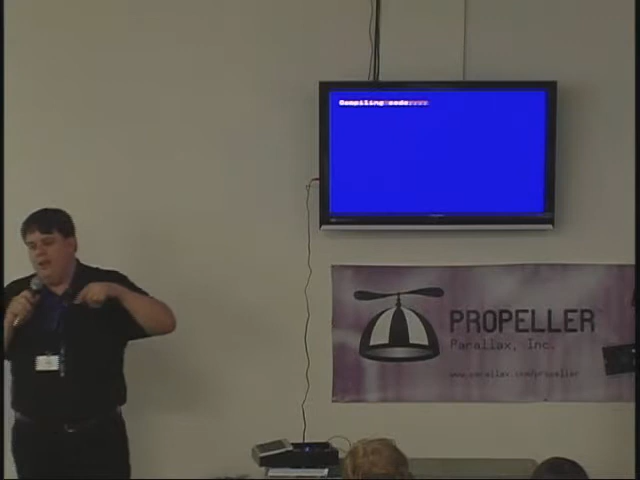 Compiling code....
PROPELLER
Parallax, Inc.
www.parallax.com/propeller